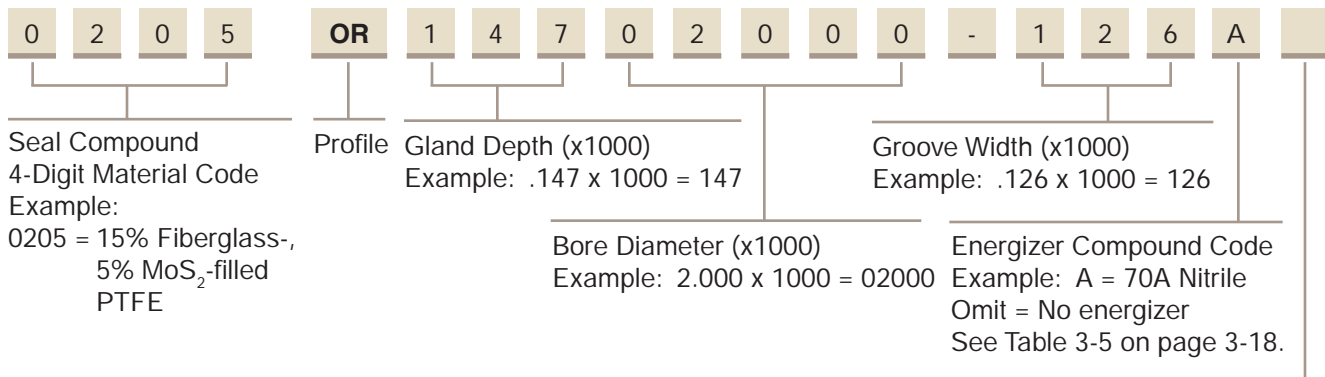 0 2 0 5 OR 1 4 7 0 2 0 0 0 - 1 2 6 A
Seal Compound
4-Digit Material Code
Example:
0205 = 15% Fiberglass-,
5% MoS2-filled
PTFE
Profile
Gland Depth (x1000)
Example: .147 x 1000 = 147
Bore Diameter (x1000)
Example: 2.000 x 1000 = 02000
Groove Width (x1000)
Example: .126 x 1000 = 126
Energizer Compound Code
Example: A = 70A Nitrile
Omit = No energizer
See Table 3-5 on page 3-18.